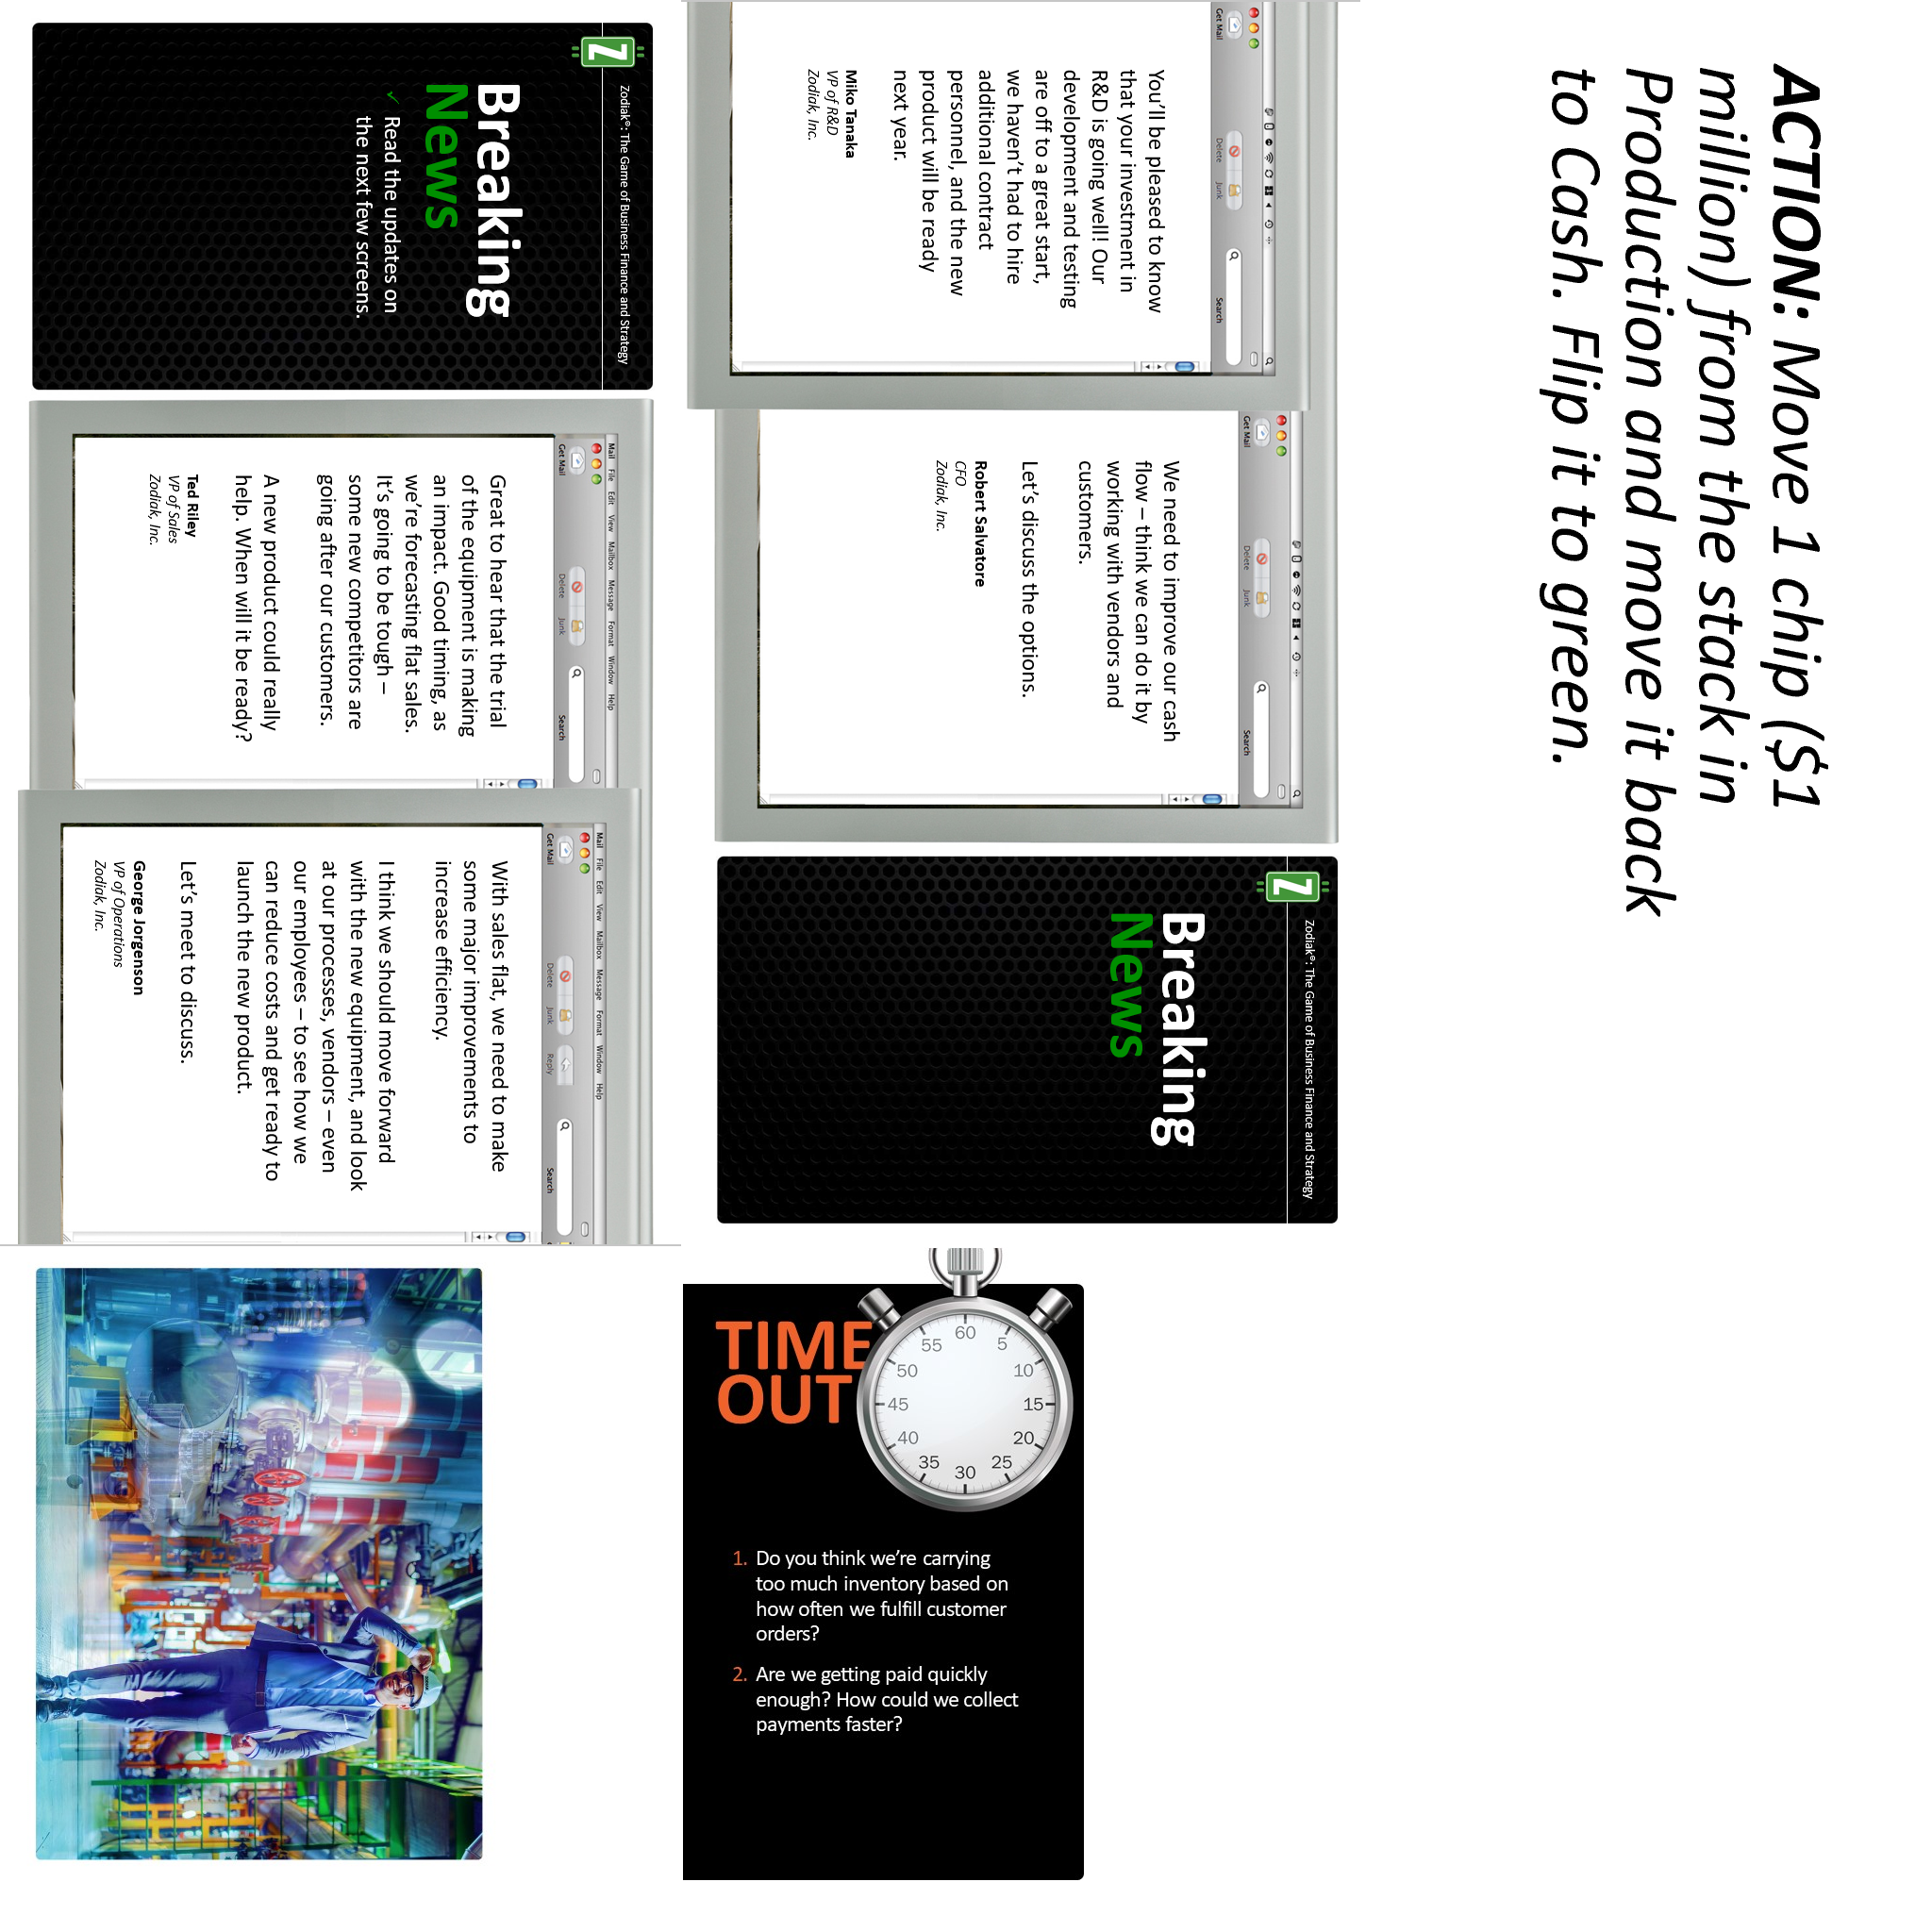 Zodiak®: The Game of Business Finance and Strategy
Z
Breaking
News
✓ Read the updates on
the next few screens.
Mail File Edit View Mailbox Message Format Window Help
Get Mail Delete Junk Search
Great to hear that the trial
of the equipment is making
an impact. Good timing, as
we're forecasting flat sales.
It's going to be tough –
some new competitors are
going after our customers.
A new product could really
help. When will it be ready?
Ted Riley
VP of Sales
Zodiak, Inc.
Mail File Edit View Mailbox Message Format Window Help
Get Mail Delete Junk Reply Search
With sales flat, we need to make
some major improvements to
increase efficiency.
I think we should move forward
with the new equipment, and look
at our processes, vendors – even
our employees – to see how we
can reduce costs and get ready to
launch the new product.
Let's meet to discuss.
George Jorgenson
VP of Operations
Zodiak, Inc.
Get Mail Delete Junk Search
You'll be pleased to know
that your investment in
R&D is going well! Our
development and testing
are off to a great start,
we haven't had to hire
additional contract
personnel, and the new
product will be ready
next year.
Miko Tanaka
VP of R&D
Zodiak, Inc.
Get Mail Delete Junk Search
We need to improve our cash
flow – think we can do it by
working with vendors and
customers.
Let's discuss the options.
Robert Salvatore
CFO
Zodiak, Inc.
Zodiak®: The Game of Business Finance and Strategy
Z
Breaking
News
ACTION: Move 1 chip ($1
million) from the stack in
Production and move it back
to Cash. Flip it to green.
TIME
OUT
60
5
10
15
20
25
30
35
40
45
50
55
1. Do you think we're carrying
too much inventory based on
how often we fulfill customer
orders?
2. Are we getting paid quickly
enough? How could we collect
payments faster?